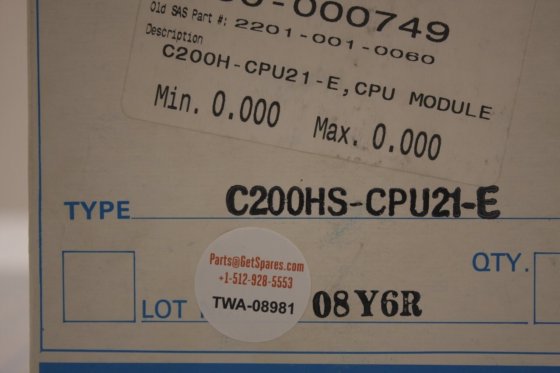 -000749
Old SAS Part #: 2201-001-0060
Description
C200H-CPU21-E, CPU MODULE
Min. 0.000 Max. 0.000
TYPE C200HS-CPU21-E
QTY.
Parts@GetSpares.com
+1-512-928-5553
TWA-08981
LOT 08Y6R